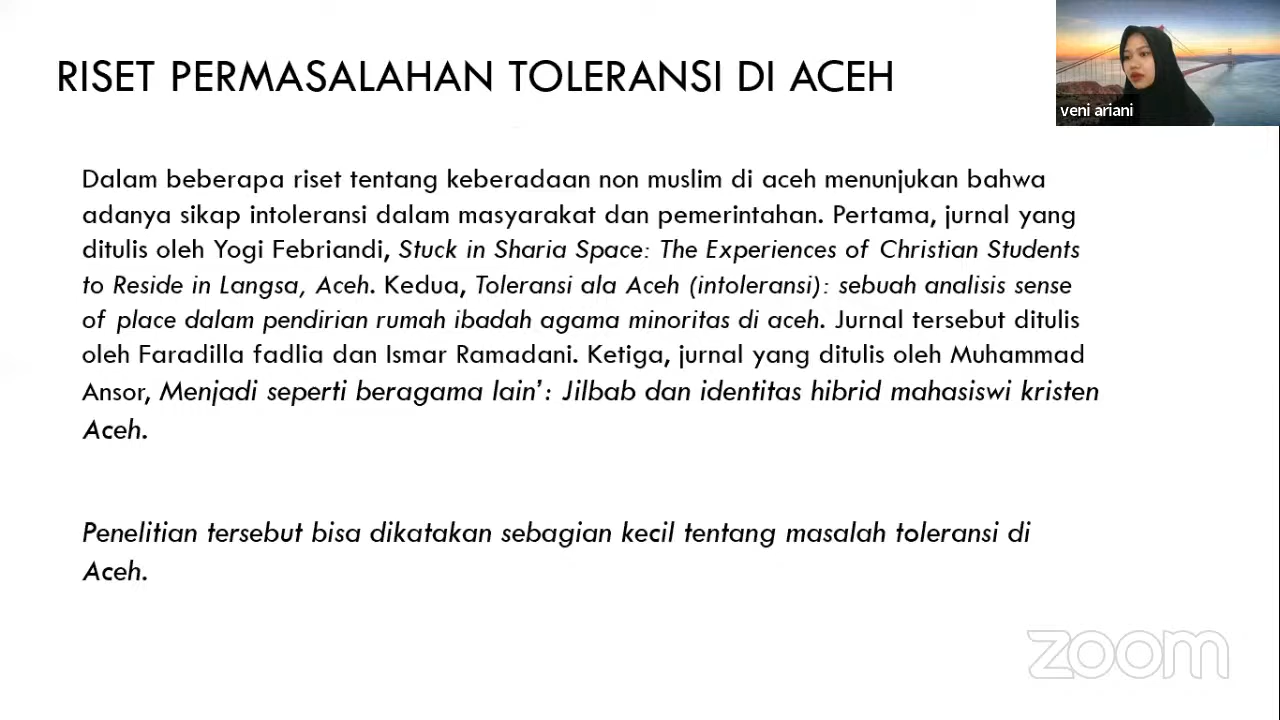 RISET PERMASALAHAN TOLERANSI DI ACEH
veni ariani
Dalam beberapa riset tentang keberadaan non muslim di aceh menunjukan bahwa
adanya sikap intoleransi dalam masyarakat dan pemerintahan. Pertama, jurnal yang
ditulis oleh Yogi Febriandi, Stuck in Sharia Space: The Experiences of Christian Students
to Reside in Langsa, Aceh. Kedua, Toleransi ala Aceh (intoleransi): sebuah analisis sense
of place dalam pendirian rumah ibadah agama minoritas di aceh. Jurnal tersebut ditulis
oleh Faradilla fadlia dan Ismar Ramadani. Ketiga, jurnal yang ditulis oleh Muhammad
Ansor, Menjadi seperti beragama lain’: Jilbab dan identitas hibrid mahasiswi kristen
Aceh.
Penelitian tersebut bisa dikatakan sebagian kecil tentang masalah toleransi di
Aceh.
zoom